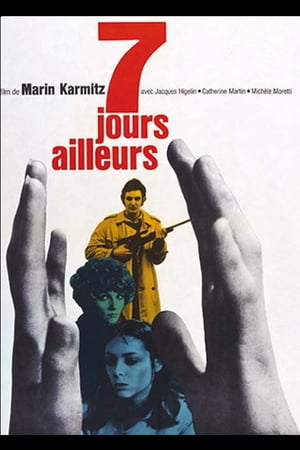 7
film de Marin Karmitz avec Jacques Higelin • Catherine Martin • Michèle Moretti
jours
ailleurs